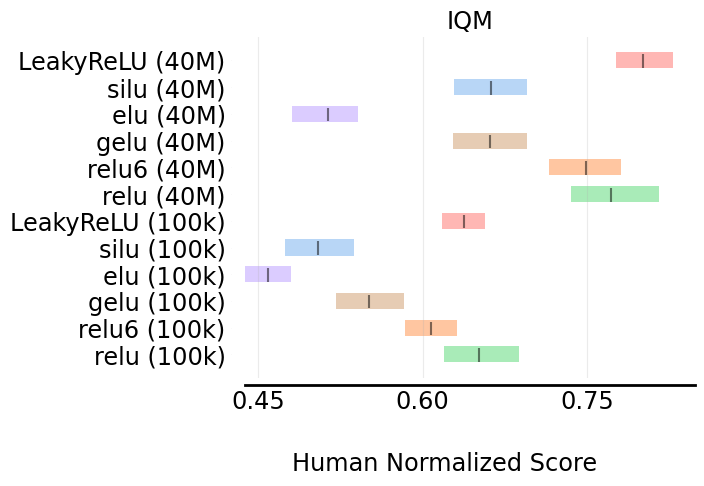 IQM
LeakyReLU (40M)
silu (40M)
elu (40M)
gelu (40M)
relu6 (40M)
relu (40M)
LeakyReLU (100k)
silu (100k)
elu (100k)
gelu (100k)
relu6 (100k)
relu (100k)
0.45 0.60 0.75
Human Normalized Score